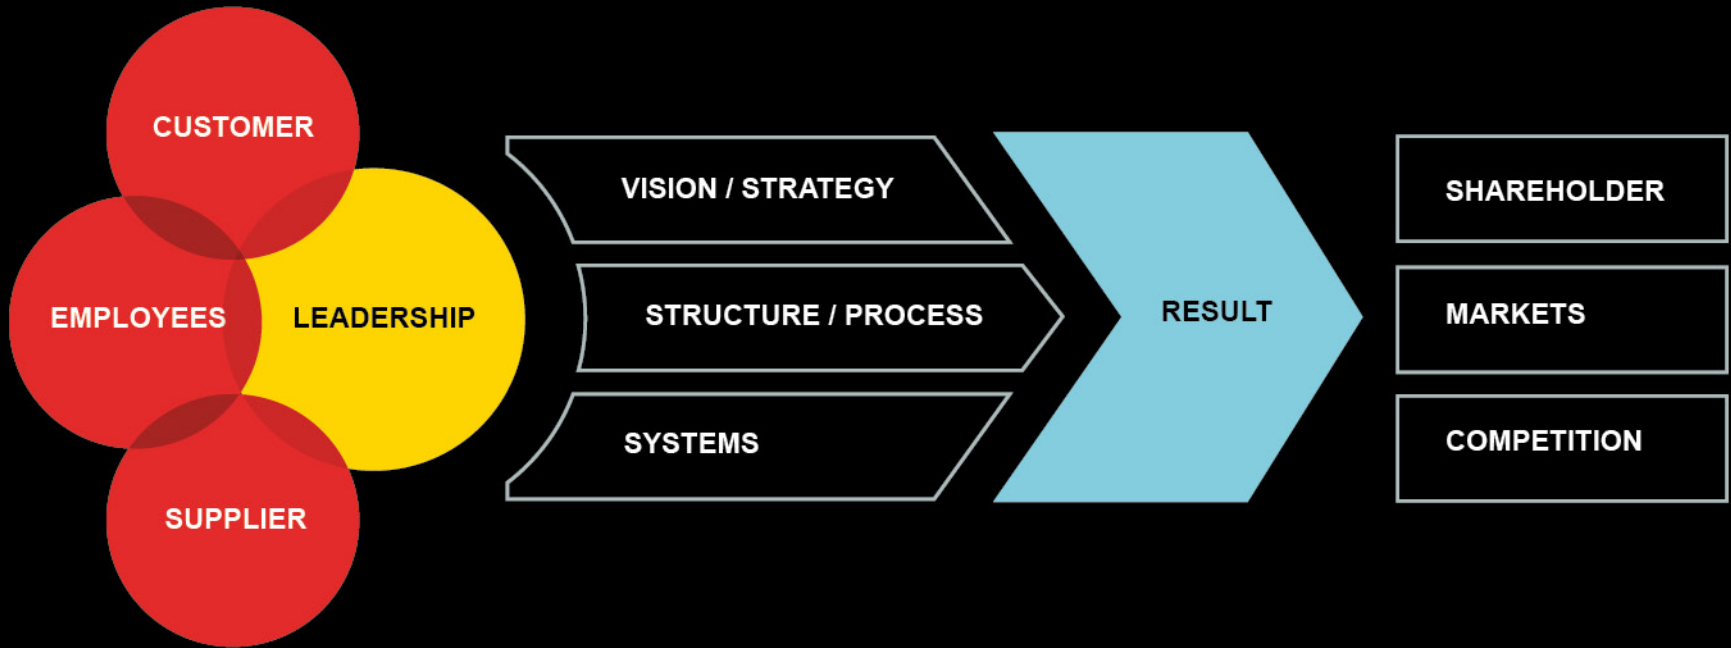 CUSTOMER
EMPLOYEES
LEADERSHIP
SUPPLIER
VISION / STRATEGY
STRUCTURE / PROCESS
SYSTEMS
RESULT
SHAREHOLDER
MARKETS
COMPETITION